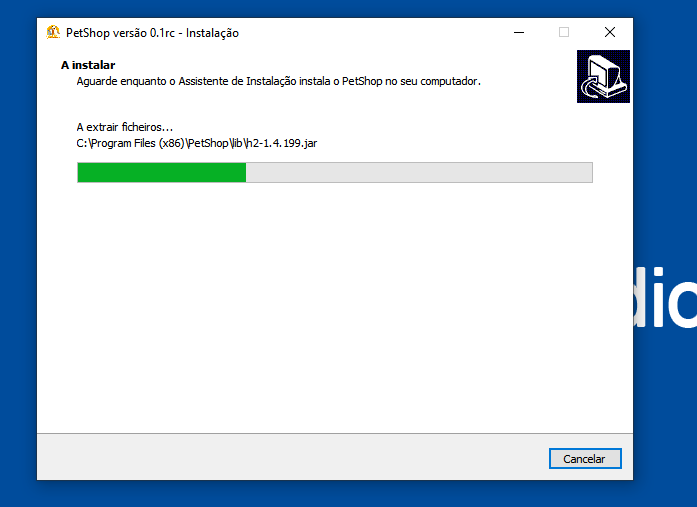 PetShop versão 0.1rc - Instalação
A instalar
Aguarde enquanto o Assistente de Instalação instala o PetShop no seu computador.
A extrair ficheiros...
C:\Program Files (x86)\PetShop\lib\h2-1.4.199.jar
Cancelar